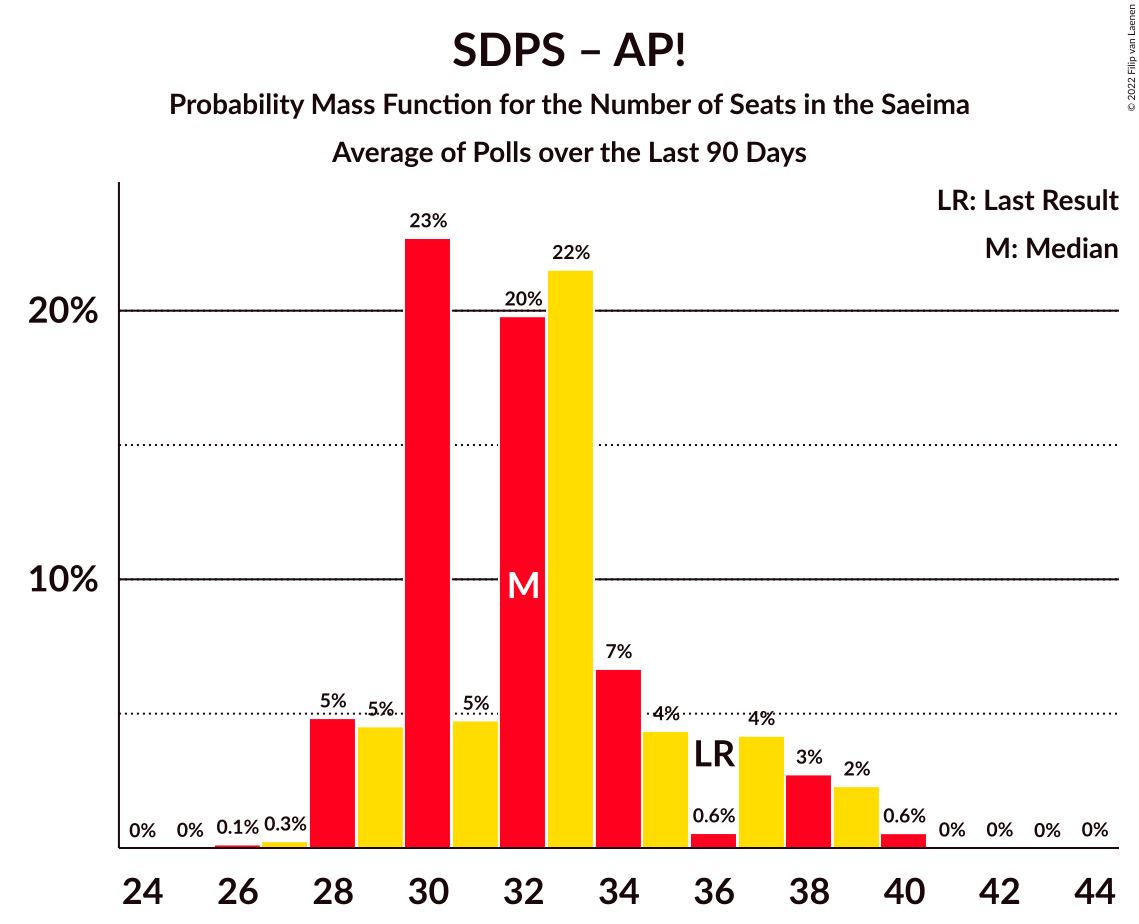 SDPS – AP!
Probability Mass Function for the Number of Seats in the Saeima
Average of Polls over the Last 90 Days
© 2022 Filip van Laenen
LR: Last Result
M: Median
20%
10%
0% 0% 0.1% 0.3% 5% 5% 23% 5% 20% 22% 7% 4% 0.6% 4% 3% 2% 0.6% 0% 0% 0% 0%
M
LR
24 26 28 30 32 34 36 38 40 42 44